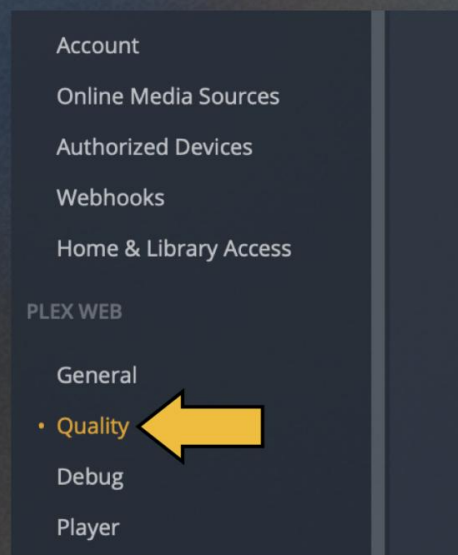 Account
Online Media Sources
Authorized Devices
Webhooks
Home & Library Access
PLEX WEB
General
• Quality
Debug
Player